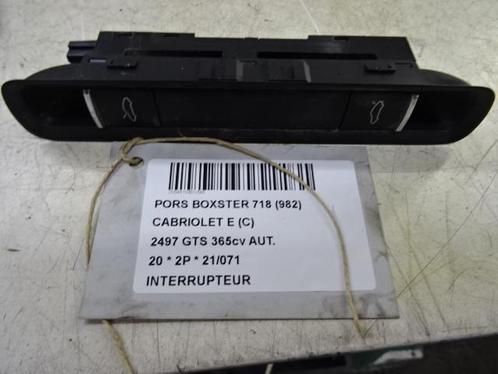 PORS BOXSTER 718 (982)
CABRIOLET E (C)
2497 GTS 365cv AUT.
20 * 2P * 21/071
INTERRUPTEUR